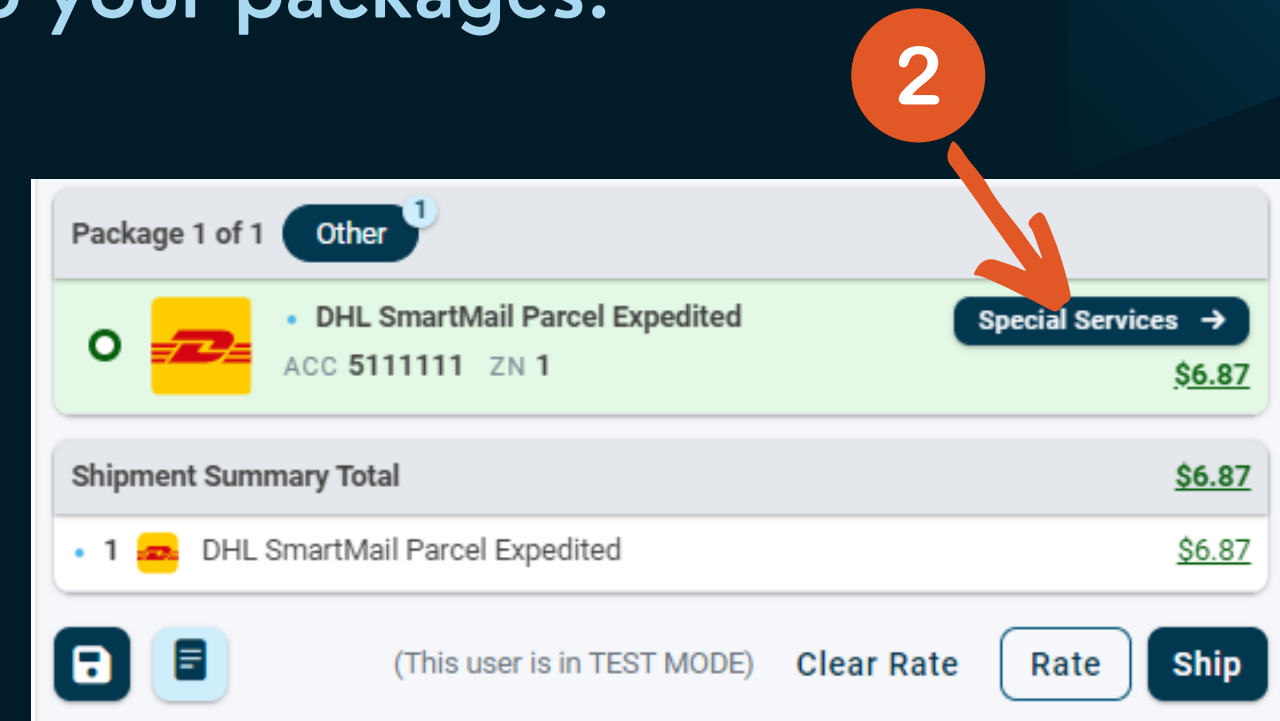 your packages.
2
Package 1 of 1 Other 1
• DHL SmartMail Parcel Expedited
Special Services →
ACC 5111111 ZN 1
$6.87
Shipment Summary Total $6.87
• 1 DHL SmartMail Parcel Expedited $6.87
(This user is in TEST MODE) Clear Rate Rate Ship